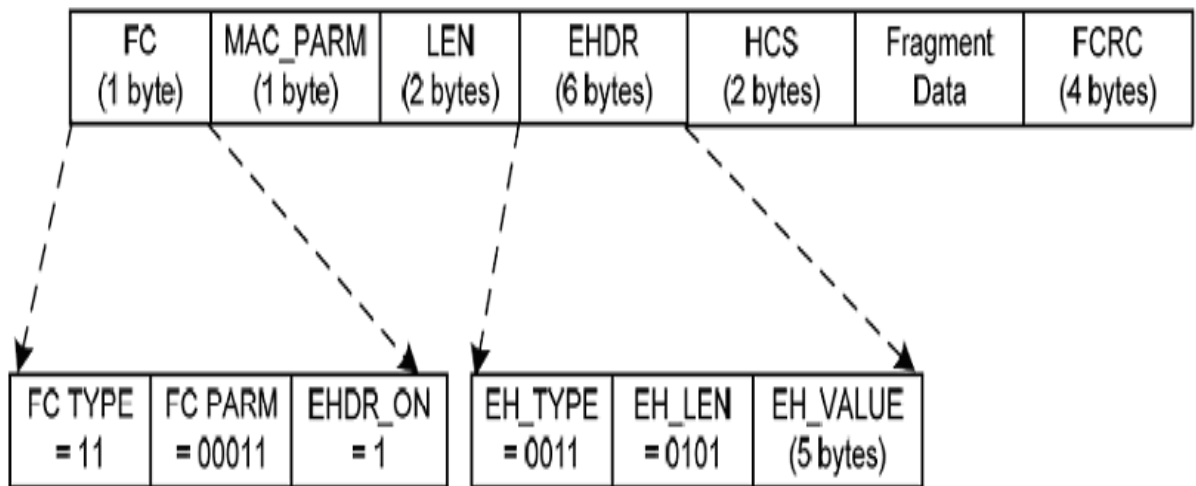 FC MAC_PARM LEN EHDR HCS Fragment FCRC
(1 byte) (1 byte) (2 bytes) (6 bytes) (2 bytes) Data (4 bytes)
FC TYPE FC PARM EHDR_ON EH_TYPE EH_LEN EH_VALUE
= 11 = 00011 = 1 = 0011 = 0101 (5 bytes)